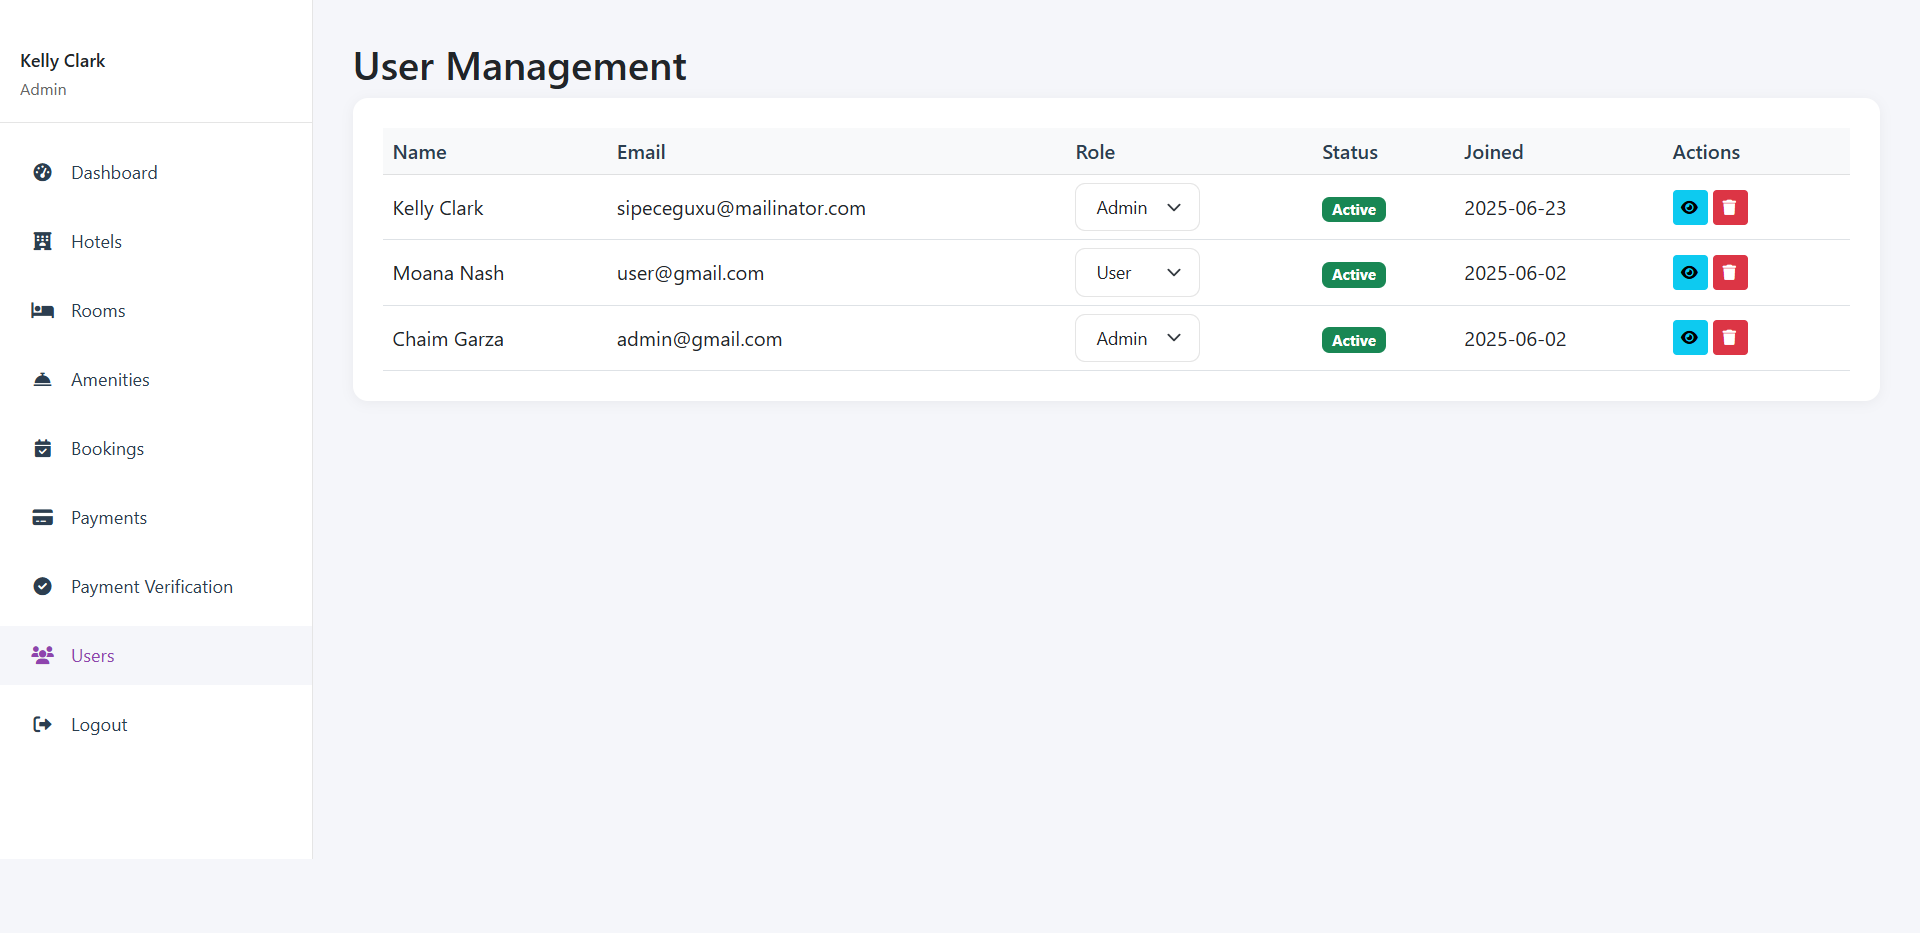 Kelly Clark
Admin
Dashboard
Hotels
Rooms
Amenities
Bookings
Payments
Payment Verification
Users
Logout
User Management
Name Email Role Status Joined Actions
Kelly Clark sipeceguxu@mailinator.com Admin Active 2025-06-23
Moana Nash user@gmail.com User Active 2025-06-02
Chaim Garza admin@gmail.com Admin Active 2025-06-02